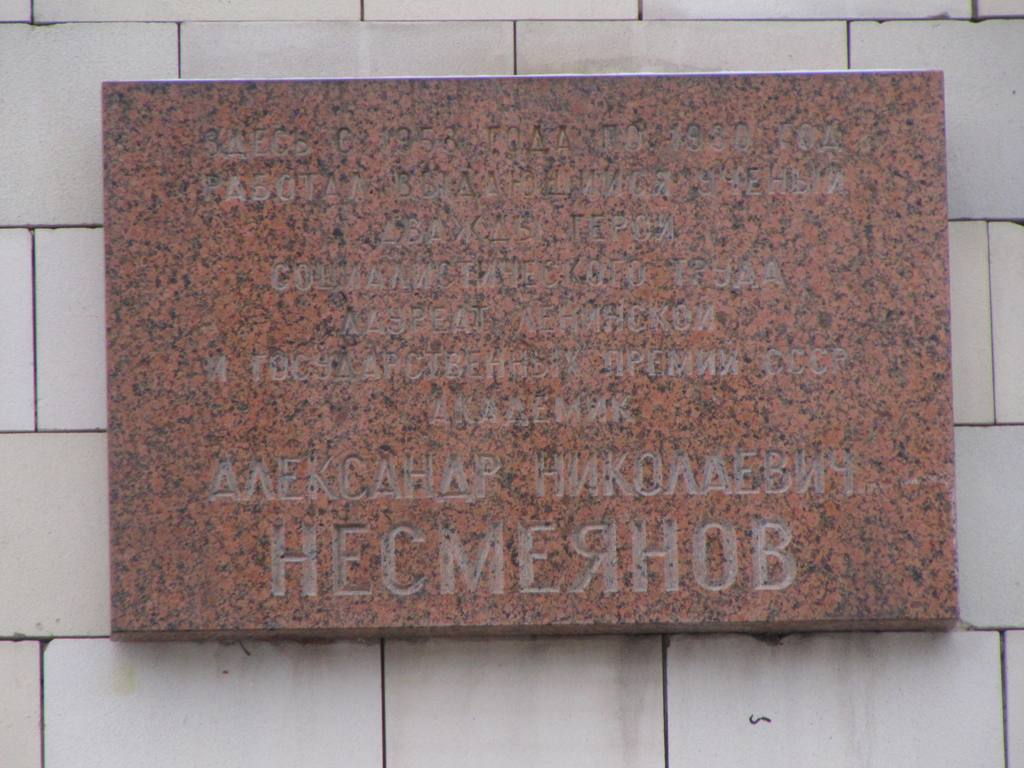 ЗДЕСЬ С 1953 ГОДА ПО 1980 ГОД
РАБОТАЛ ВЫДАЮЩИЙСЯ УЧЕНЫЙ
ДВАЖДЫ ГЕРОЙ
СОЦИАЛИСТИЧЕСКОГО ТРУДА
ЛАУРЕАТ ЛЕНИНСКОЙ
И ГОСУДАРСТВЕННЫХ ПРЕМИЙ СССР
АКАДЕМИК
АЛЕКСАНДР НИКОЛАЕВИЧ
НЕСМЕЯНОВ